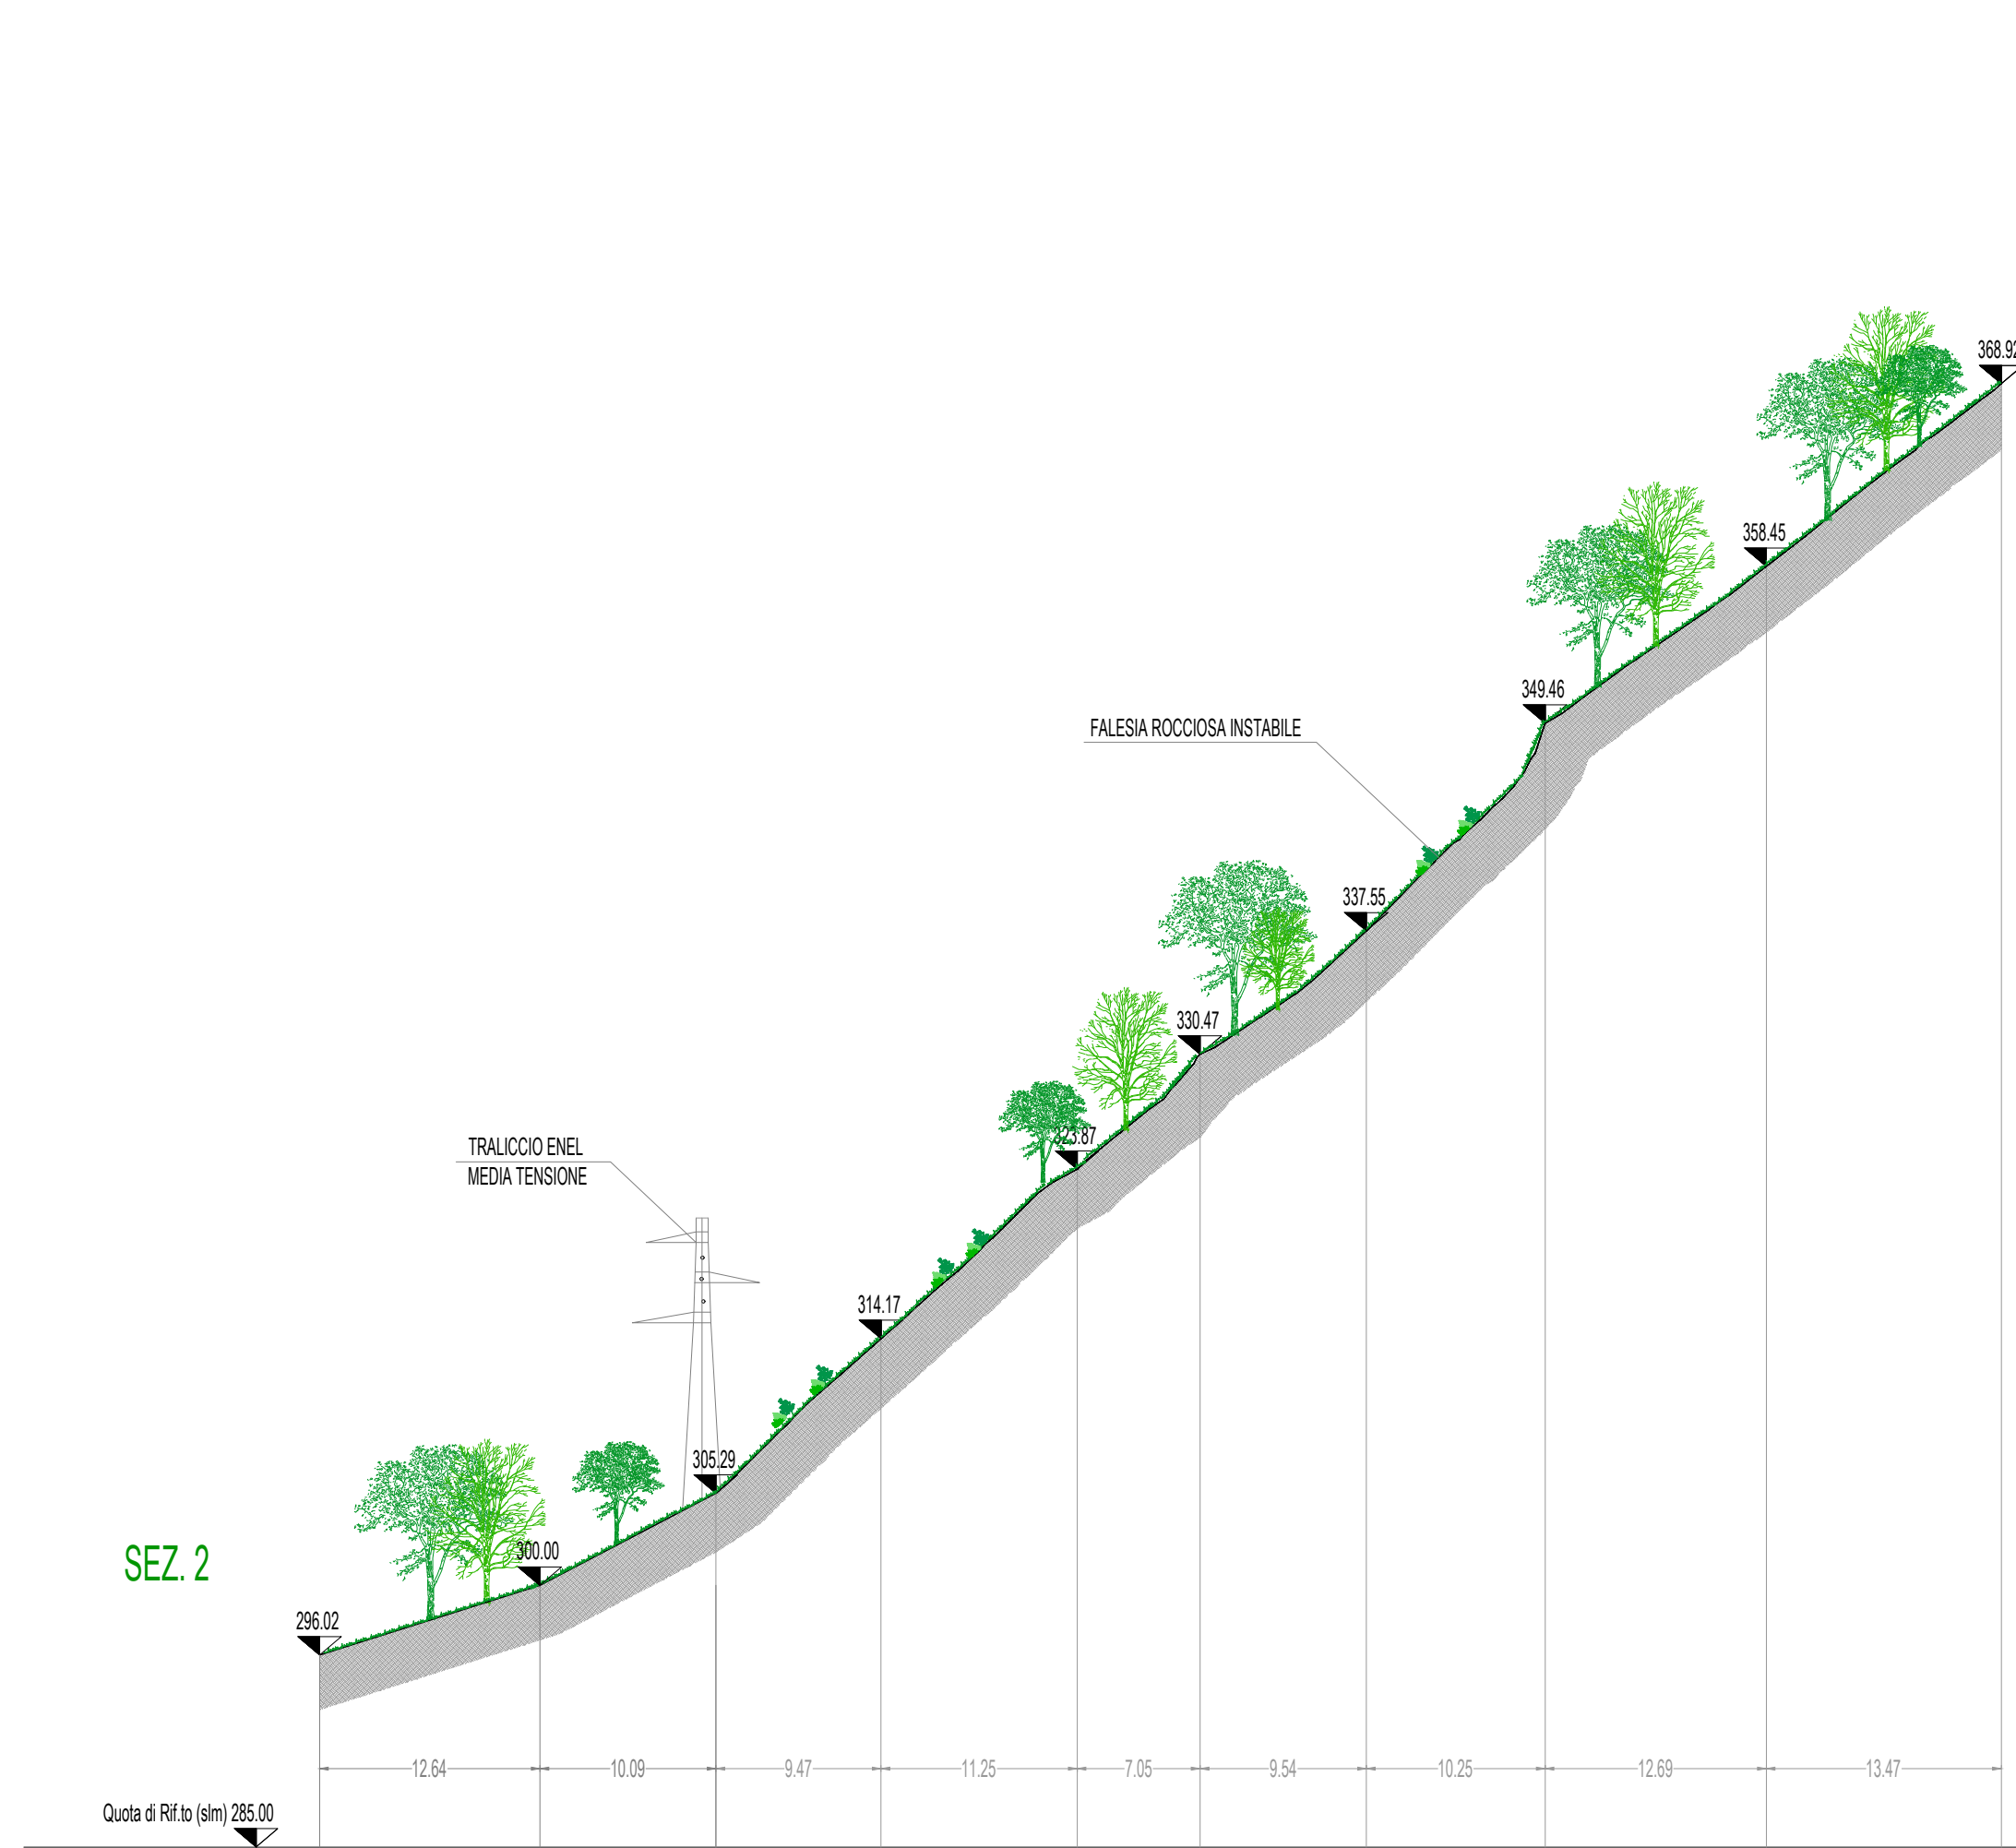 368.92
358.45
349.46
FALESIA ROCCIOSA INSTABILE
337.55
330.47
323.87
TRALICCIO ENEL
MEDIA TENSIONE
314.17
305.29
300.00
SEZ. 2
296.02
12.64 10.09 9.47 11.25 7.05 9.54 10.25 12.69 13.47
Quota di Rif.to (slm) 285.00